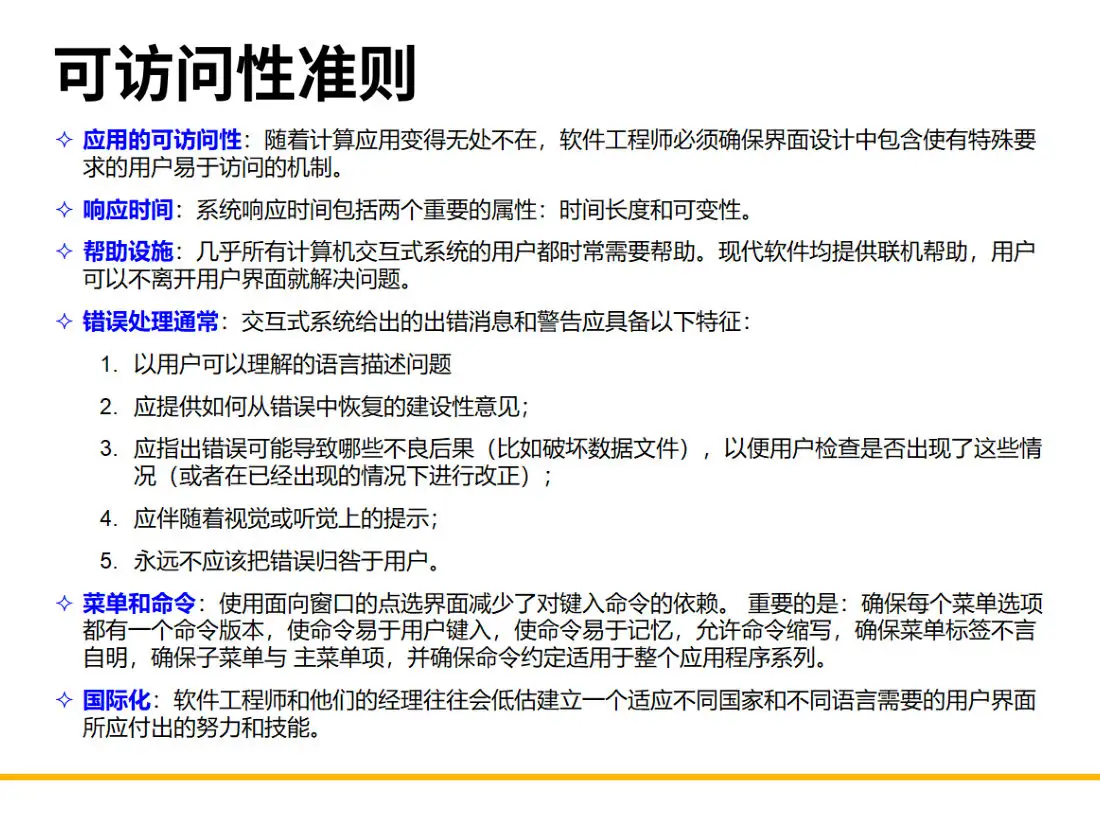 可访问性准则
✧ 应用的可访问性：随着计算应用变得无处不在，软件工程师必须确保界面设计中包含使有特殊要
求的用户易于访问的机制。
✧ 响应时间：系统响应时间包括两个重要的属性：时间长度和可变性。
✧ 帮助设施：几乎所有计算机交互式系统的用户都时常需要帮助。现代软件均提供联机帮助，用户
可以不离开用户界面就解决问题。
✧ 错误处理通常：交互式系统给出的出错消息和警告应具备以下特征：
1. 以用户可以理解的语言描述问题
2. 应提供如何从错误中恢复的建设性意见；
3. 应指出错误可能导致哪些不良后果（比如破坏数据文件），以便用户检查是否出现了这些情
况（或者在已经出现的情况下进行改正）；
4. 应伴随着视觉或听觉上的提示；
5. 永远不应该把错误归咎于用户。
✧ 菜单和命令：使用面向窗口的点选界面减少了对键入命令的依赖。 重要的是：确保每个菜单选项
都有一个命令版本，使命令易于用户键入，使命令易于记忆，允许命令缩写，确保菜单标签不言
自明，确保子菜单与 主菜单项，并确保命令约定适用于整个应用程序系列。
✧ 国际化：软件工程师和他们的经理往往会低估建立一个适应不同国家和不同语言需要的用户界面
所应付出的努力和技能。